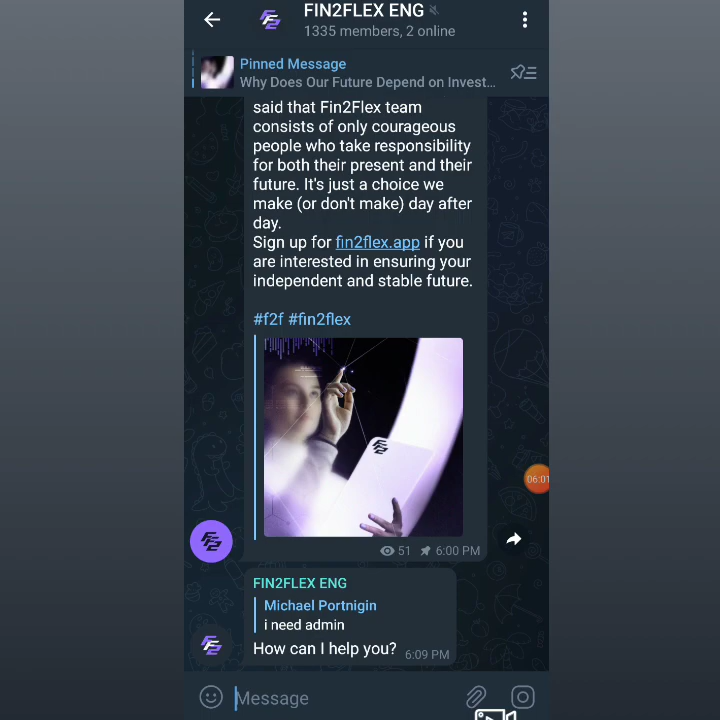 FIN2FLEX ENG
1335 members, 2 online
Pinned Message
Why Does Our Future Depend on Invest...
said that Fin2Flex team
consists of only courageous
people who take responsibility
for both their present and their
future. It's just a choice we
make (or don't make) day after
day.
Sign up for fin2flex.app if you
are interested in ensuring your
independent and stable future.
#f2f #fin2flex
06:01
51 6:00 PM
FIN2FLEX ENG
Michael Portnigin
i need admin
How can I help you? 6:09 PM
Message